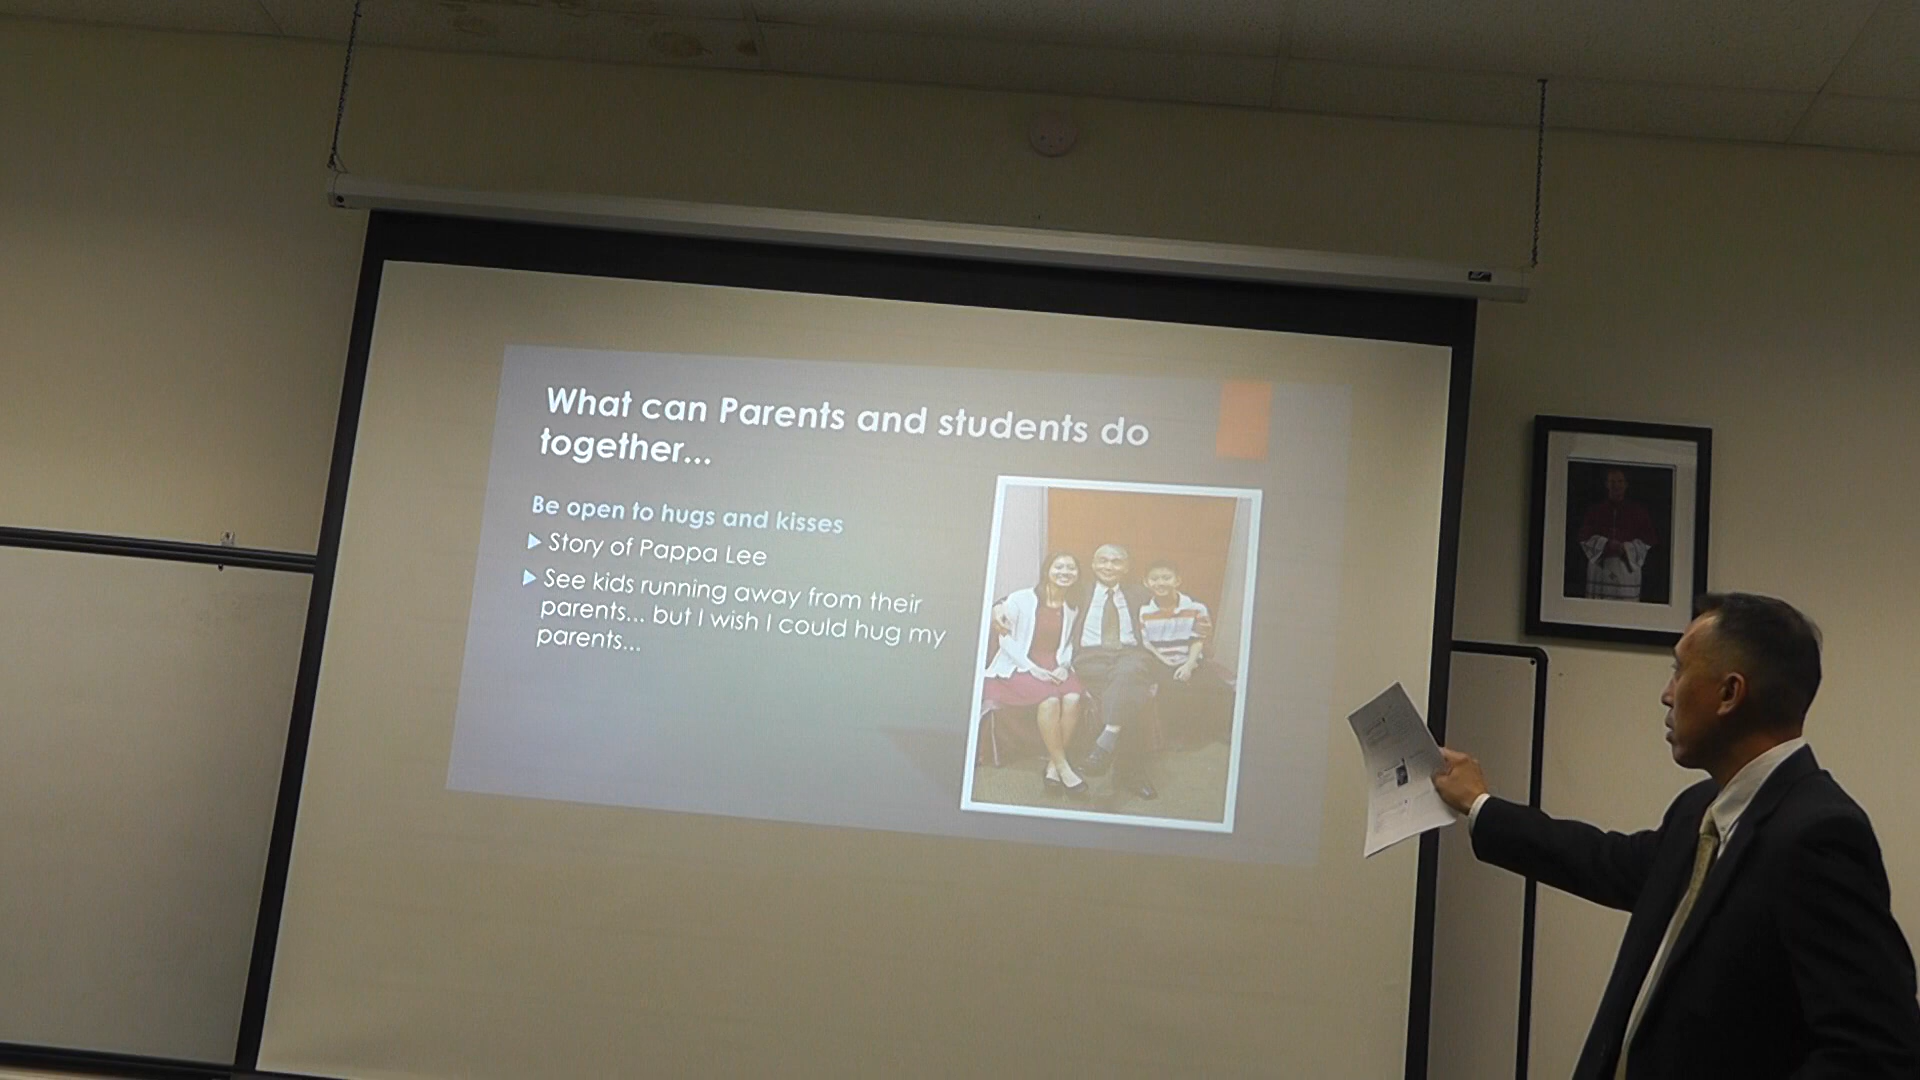 What can Parents and students do
together...
Be open to hugs and kisses
Story of Pappa Lee
See kids running away from their
parents... but I wish I could hug my
parents...